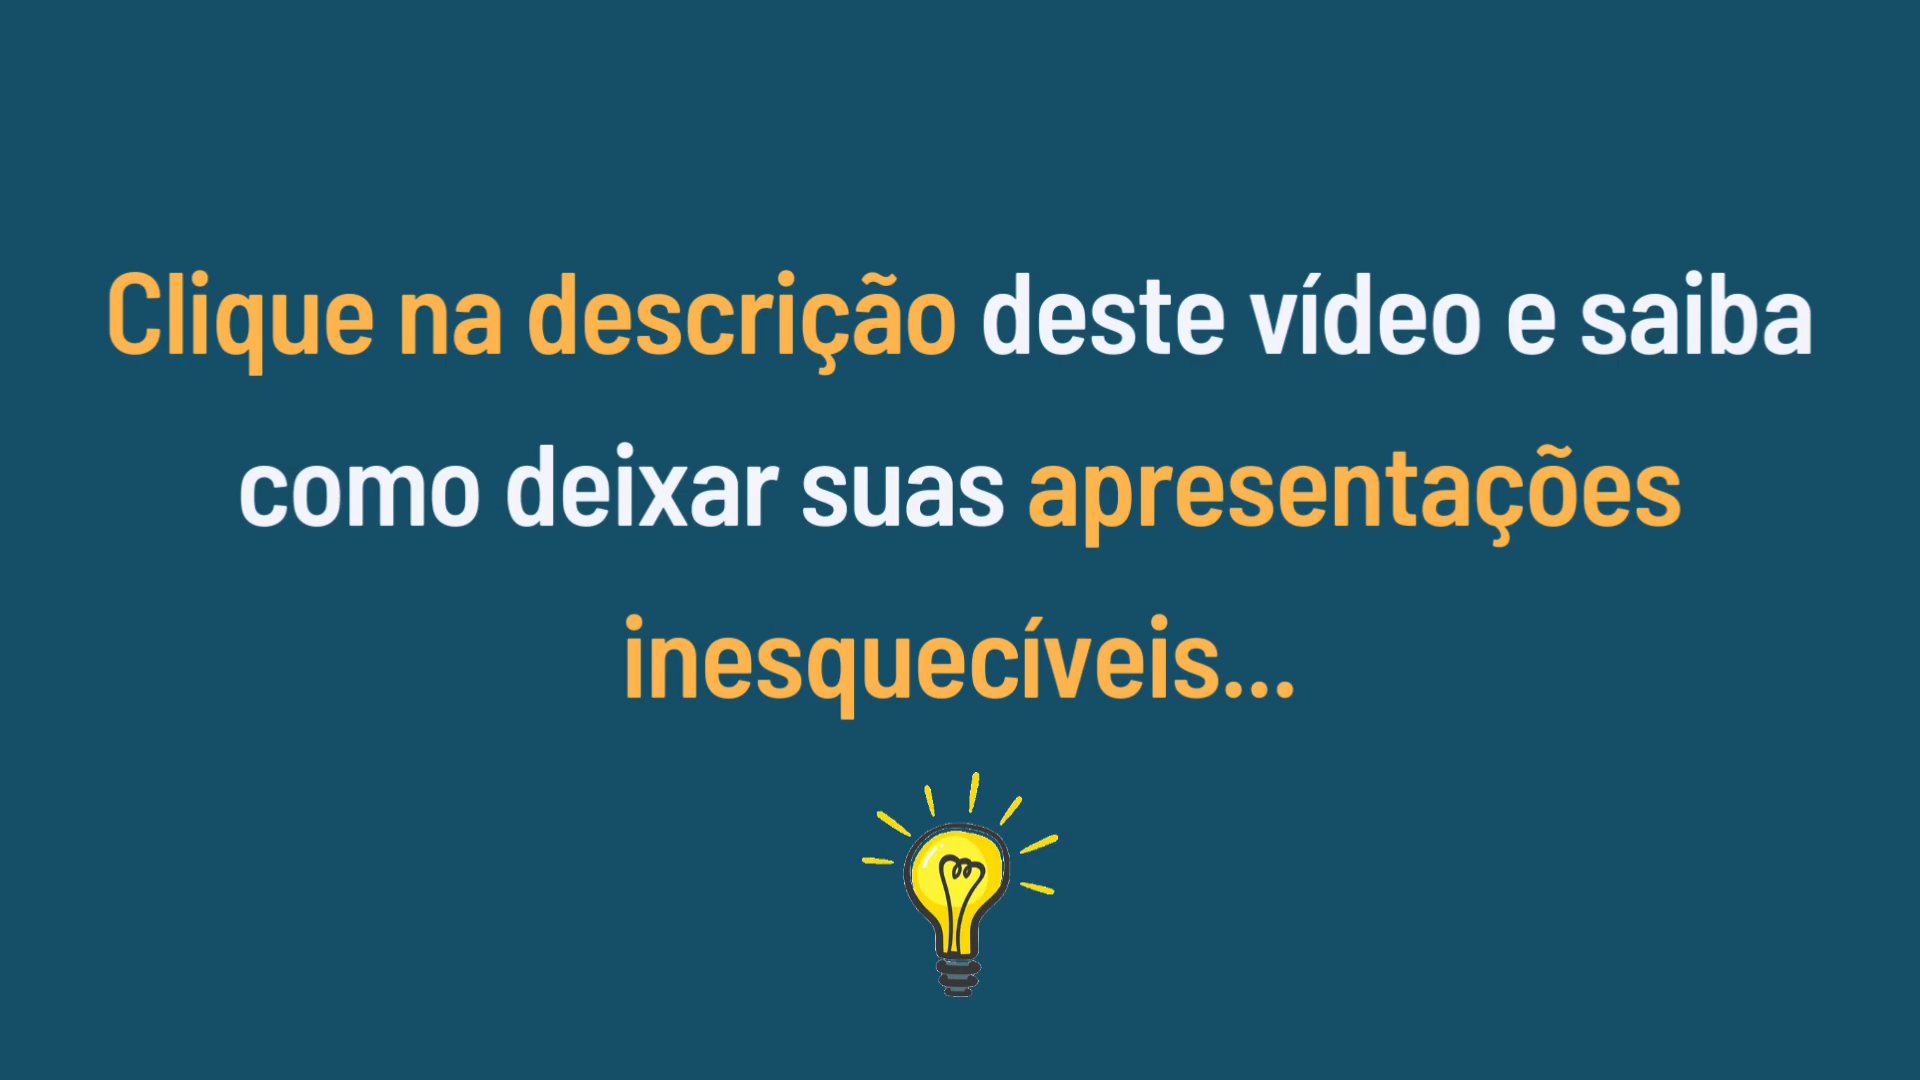 Clique na descrição deste vídeo e saiba
como deixar suas apresentações
inesquecíveis...